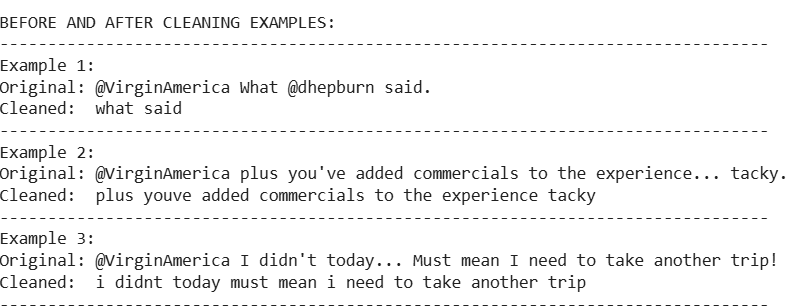 BEFORE AND AFTER CLEANING EXAMPLES:
--------------------------------------------------------------------------------
Example 1:
Original: @VirginAmerica What @dhepburn said.
Cleaned:  what said
--------------------------------------------------------------------------------
Example 2:
Original: @VirginAmerica plus you've added commercials to the experience... tacky.
Cleaned:  plus youve added commercials to the experience tacky
--------------------------------------------------------------------------------
Example 3:
Original: @VirginAmerica I didn't today... Must mean I need to take another trip!
Cleaned:  i didnt today must mean i need to take another trip
--------------------------------------------------------------------------------